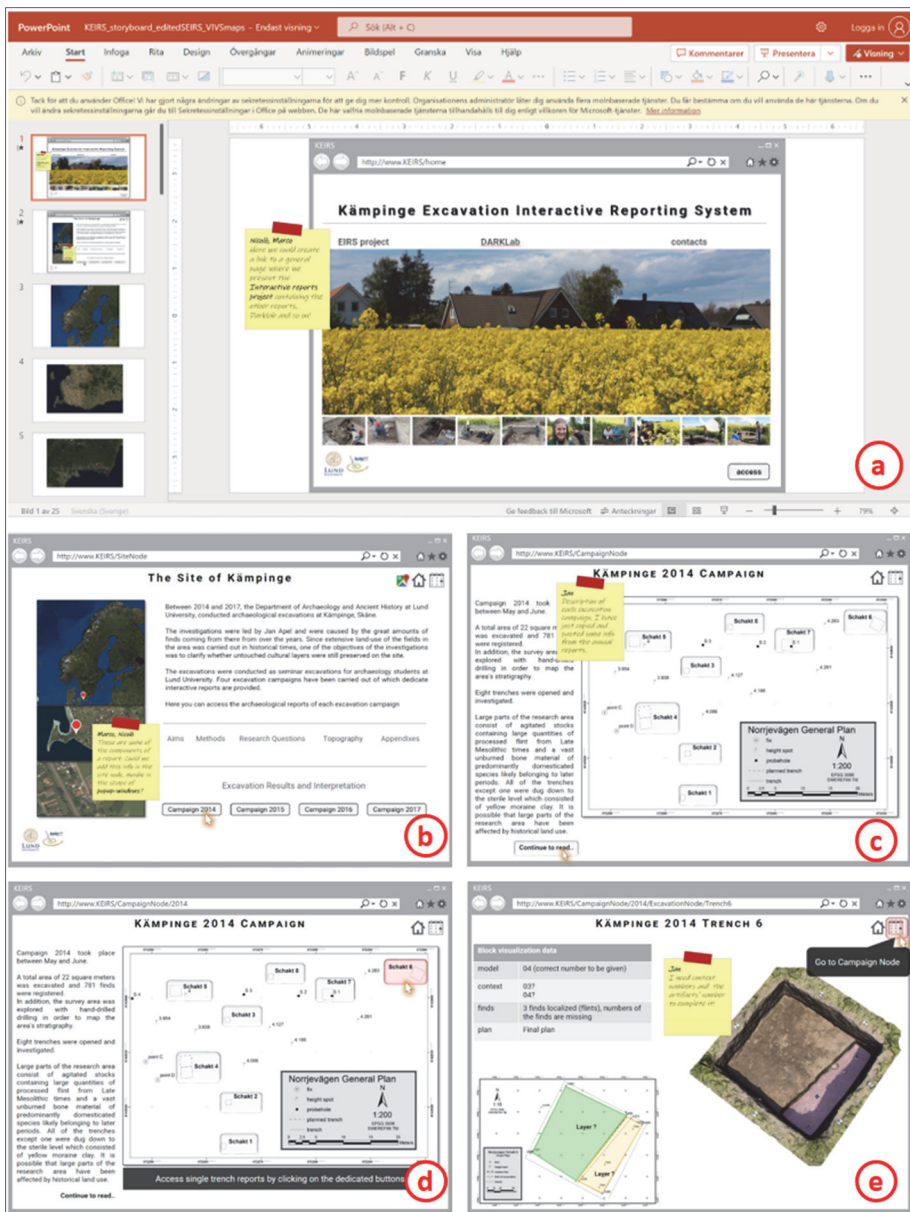 PowerPoint KEIRS_storyboard_editedSEIRS_VIVSmaps - Endast visning
Sök (Alt + C)
Logga in
Arkiv Start Infoga Rita Design Övergångar Animeringar Bildspel Granska Visa Hjälp
Kommentarer Presentera Visning
Tack för att du använder Office! Vi har gjort några ändringar av sekretessinställningarna för att ge dig mer kontroll. Organisationens administratör låter dig använda flera molnbaserade tjänster. Du får bestämma om du vill använda de här tjänsterna. Om du
vill ändra sekretessinställningarna går du till Sekretessinställningar i Office på webben. De här valfria molnbaserade tjänsterna tillhandahålls till dig enligt villkoren för Microsoft-tjänster. Mer information
1
2
3
4
5
KEIRS
http://www.KEIRS/home
Kämpinge Excavation Interactive Reporting System
EIRS project DARKLab contacts
Nicolò, Marco
Here we could create
a link to a general
page where we
present the
Interactive reports
project containing the
other reports,
Darklab and so on!
LUND
UNIVERSITY
access
a
Bild 1 av 25 Svenska (Sverige)
Ge feedback till Microsoft Anteckningar 79%
KEIRS
http://www.KEIRS/SiteNode
The Site of Kämpinge
Between 2014 and 2017, the Department of Archaeology and Ancient History at Lund
University, conducted archaeological excavations at Kämpinge, Skåne.
The investigations were led by Jan Apel and were caused by the great amounts of
finds coming from there from over the years. Since extensive land-use of the fields in
the area was carried out in historical times, one of the objectives of the investigations
was to clarify whether untouched cultural layers were still preserved on the site.
The excavations were conducted as seminar excavations for archaeology students at
Lund University. Four excavation campaigns have been carried out of which dedicate
interactive reports are provided.
Here you can access the archaeological reports of each excavation campaign
Marco, Nicolò
These are some of
the components of
a report. Could we
add this info in the
site node, maybe in
the shape of
popup-windows?
Aims Methods Research Questions Topography Appendixes
Excavation Results and Interpretation
Campaign 2014 Campaign 2015 Campaign 2016 Campaign 2017
LUND
b
KEIRS
http://www.KEIRS/CampaignNode
KÄMPINGE 2014 CAMPAIGN
Campaign 2014 took
between May and June.
A total area of 22 square
was excavated and 781
were registered.
In addition, the survey area
explored with hand-drilled
drilling in order to map the
area's stratigraphy.
Eight trenches were opened and
investigated.
Large parts of the research area
consist of agitated stocks
containing large quantities of
processed flint from Late
Mesolithic times and a vast
unburned bone material of
predominantly domesticated
species likely belonging to later
periods. All of the trenches
except one were dug down to
the sterile level which consisted
of yellow moraine clay. It is
possible that large parts of the
research area have been
affected by historical land use.
Continue to read..
Jan
Description of
each excavation
campaign. I have
just copied and
pasted some info
from the annual
reports.
Schakt 6
Schakt 8
Schakt 7
Schakt 5
Schakt 3
Schakt 4
Schakt 2
Schakt 1
point C
point D
Norrjevägen General Plan
fix
height spot
probehole
planned trench
trench
N
1:200
EPSG 3006
SWEREF99 TM
Meters
c
KEIRS
http://www.KEIRS/CampaignNode/2014
KÄMPINGE 2014 CAMPAIGN
Campaign 2014 took place
between May and June.
A total area of 22 square meters
was excavated and 781 finds
were registered.
In addition, the survey area was
explored with hand-drilled
drilling in order to map the
area's stratigraphy.
Eight trenches were opened and
investigated.
Large parts of the research area
consist of agitated stocks
containing large quantities of
processed flint from Late
Mesolithic times and a vast
unburned bone material of
predominantly domesticated
species likely belonging to later
periods. All of the trenches
except one were dug down to
the sterile level which consisted
of yellow moraine clay. It is
possible that large parts of the
research area have been
affected by historical land use.
Continue to read..
Schakt 6
Schakt 8
Schakt 7
Schakt 5
Schakt 3
Schakt 4
Schakt 2
Schakt 1
point C
point D
Norrjevägen General Plan
fix
height spot
probehole
planned trench
trench
N
1:200
EPSG 3006
SWEREF99 TM
Meters
Access single trench reports by clicking on the dedicated buttons
d
KEIRS
http://www.KEIRS/CampaignNode/2014/ExcavationNode/Trench6
KÄMPINGE 2014 TRENCH 6
Go to Campaign Node
Block visualization data
model 04 (correct number to be given)
context 03?
04?
finds 3 finds localized (flints), numbers of
the finds are missing
plan Final plan
Jan
I need context
numbers and the
artifacts' number
to complete it!
Layer ?
Layer ?
e